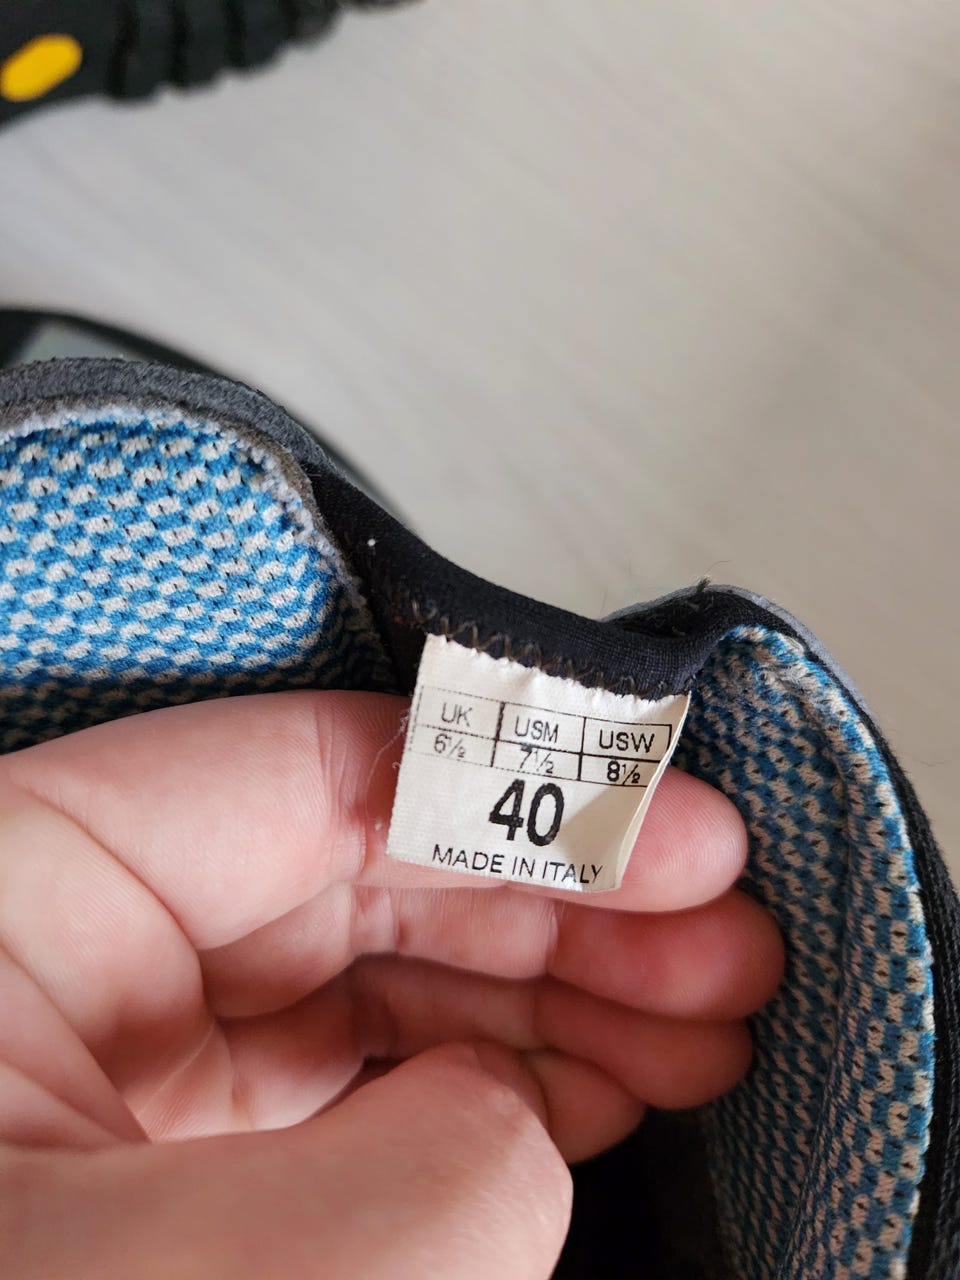 UK USM USW
6½ 7½ 8½
40
MADE IN ITALY